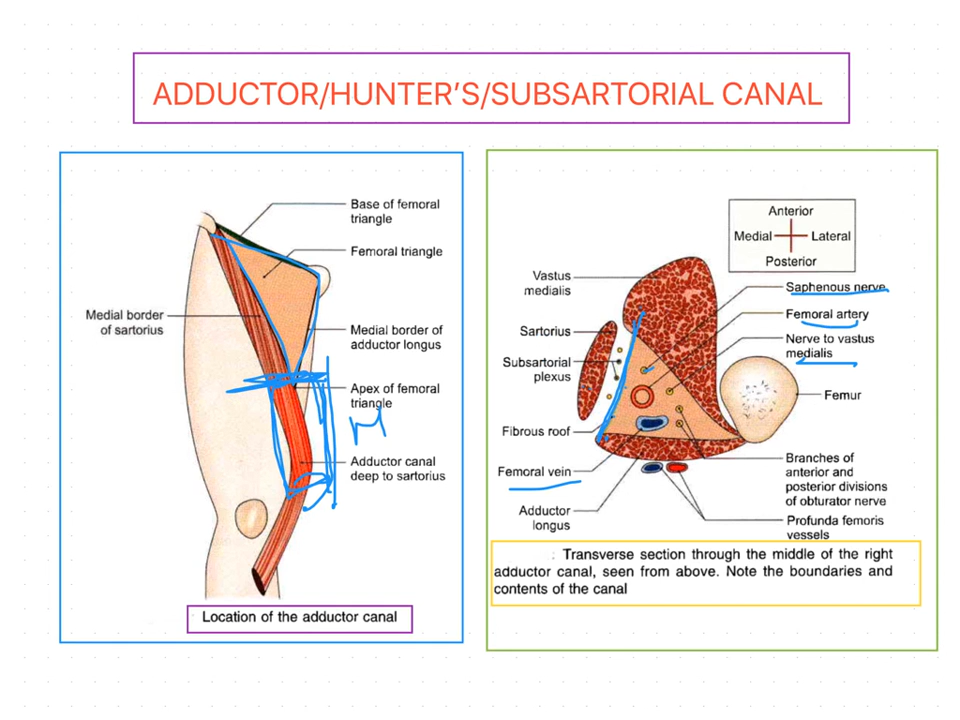 ADDUCTOR/HUNTER'S/SUBSARTORIAL CANAL
Base of femoral
triangle
Femoral triangle
Medial border
of sartorius
Medial border of
adductor longus
Apex of femoral
triangle
Adductor canal
deep to sartorius
Location of the adductor canal
Anterior
Medial
Lateral
Posterior
Vastus
medialis
Sartorius
Subsartorial
plexus
Fibrous roof
Femoral vein
Adductor
longus
Saphenous nerve
Femoral artery
Nerve to vastus
medialis
Femur
Branches of
anterior and
posterior divisions
of obturator nerve
Profunda femoris
vessels
: Transverse section through the middle of the right
adductor canal, seen from above. Note the boundaries and
contents of the canal